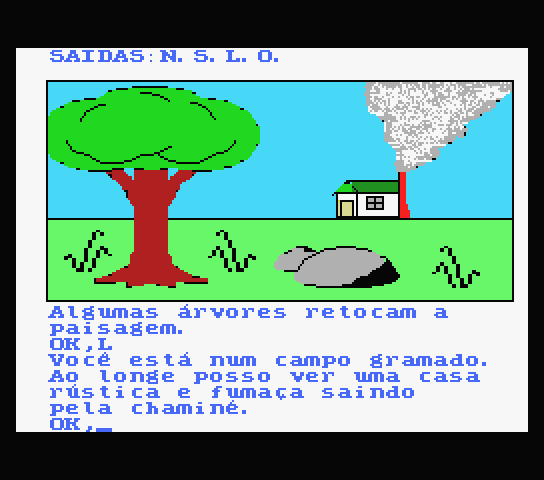 SAIDAS:N. S. L. O.
Algumas árvores retocam a
paisagem.
OK,L
Você está num campo gramado.
Ao longe posso ver uma casa
rústica e fumaça saindo
pela chaminé.
OK,_